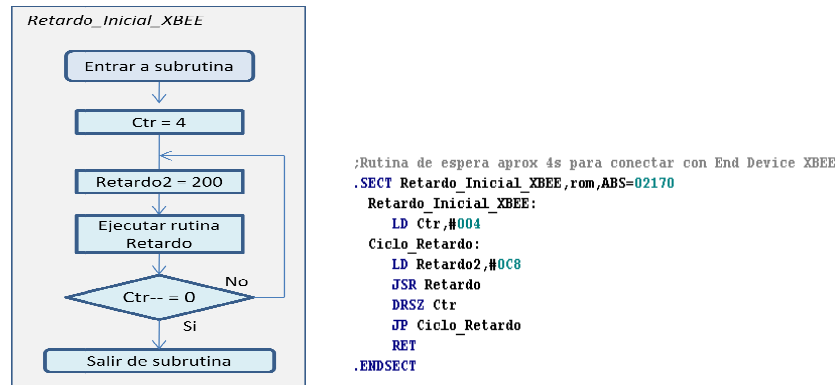 Retardo_Inicial_XBEE
Entrar a subrutina
Ctr = 4
Retardo2 = 200
Ejecutar rutina
Retardo
Ctr-- = 0
No
Si
Salir de subrutina
;Rutina de espera aprox 4s para conectar con End Device XBEE
.SECT Retardo_Inicial_XBEE,rom,ABS=02170
Retardo_Inicial_XBEE:
LD Ctr,#004
Ciclo_Retardo:
LD Retardo2,#0C8
JSR Retardo
DRSZ Ctr
JP Ciclo_Retardo
RET
.ENDSECT